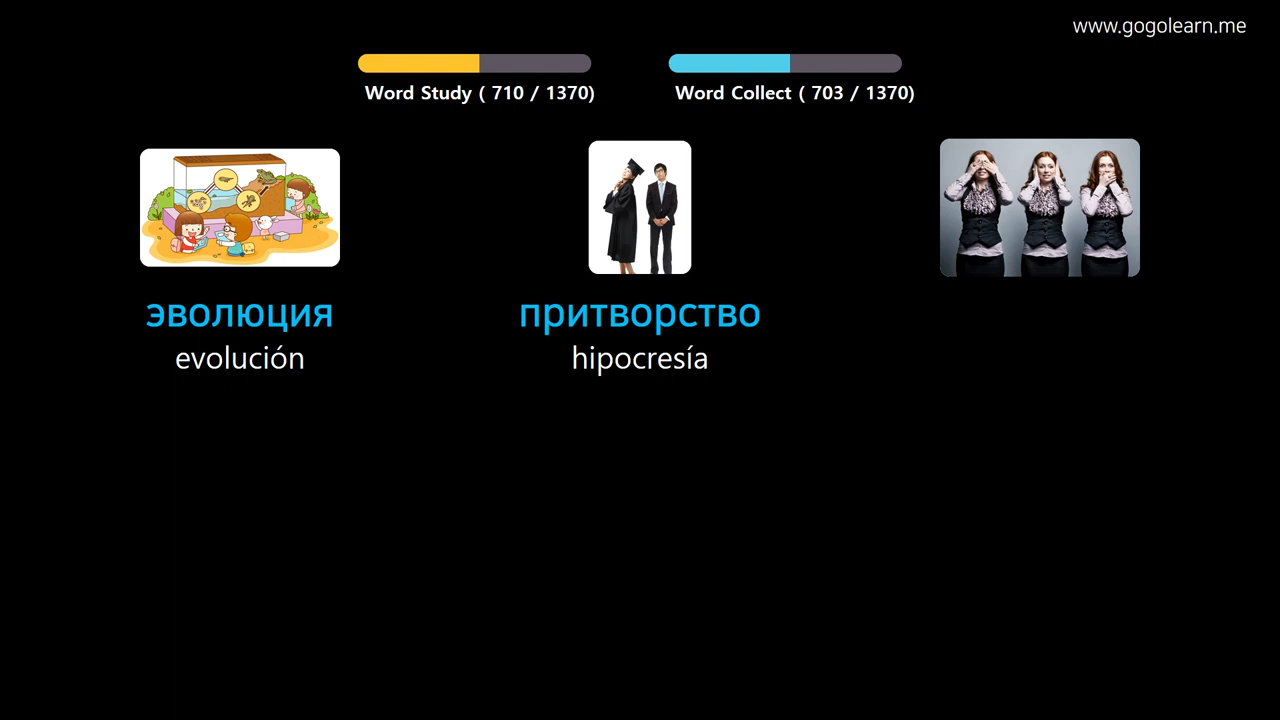 www.gogolearn.me
Word Study ( 710 / 1370)
Word Collect ( 703 / 1370)
эволюция
evolución
притворство
hipocresía